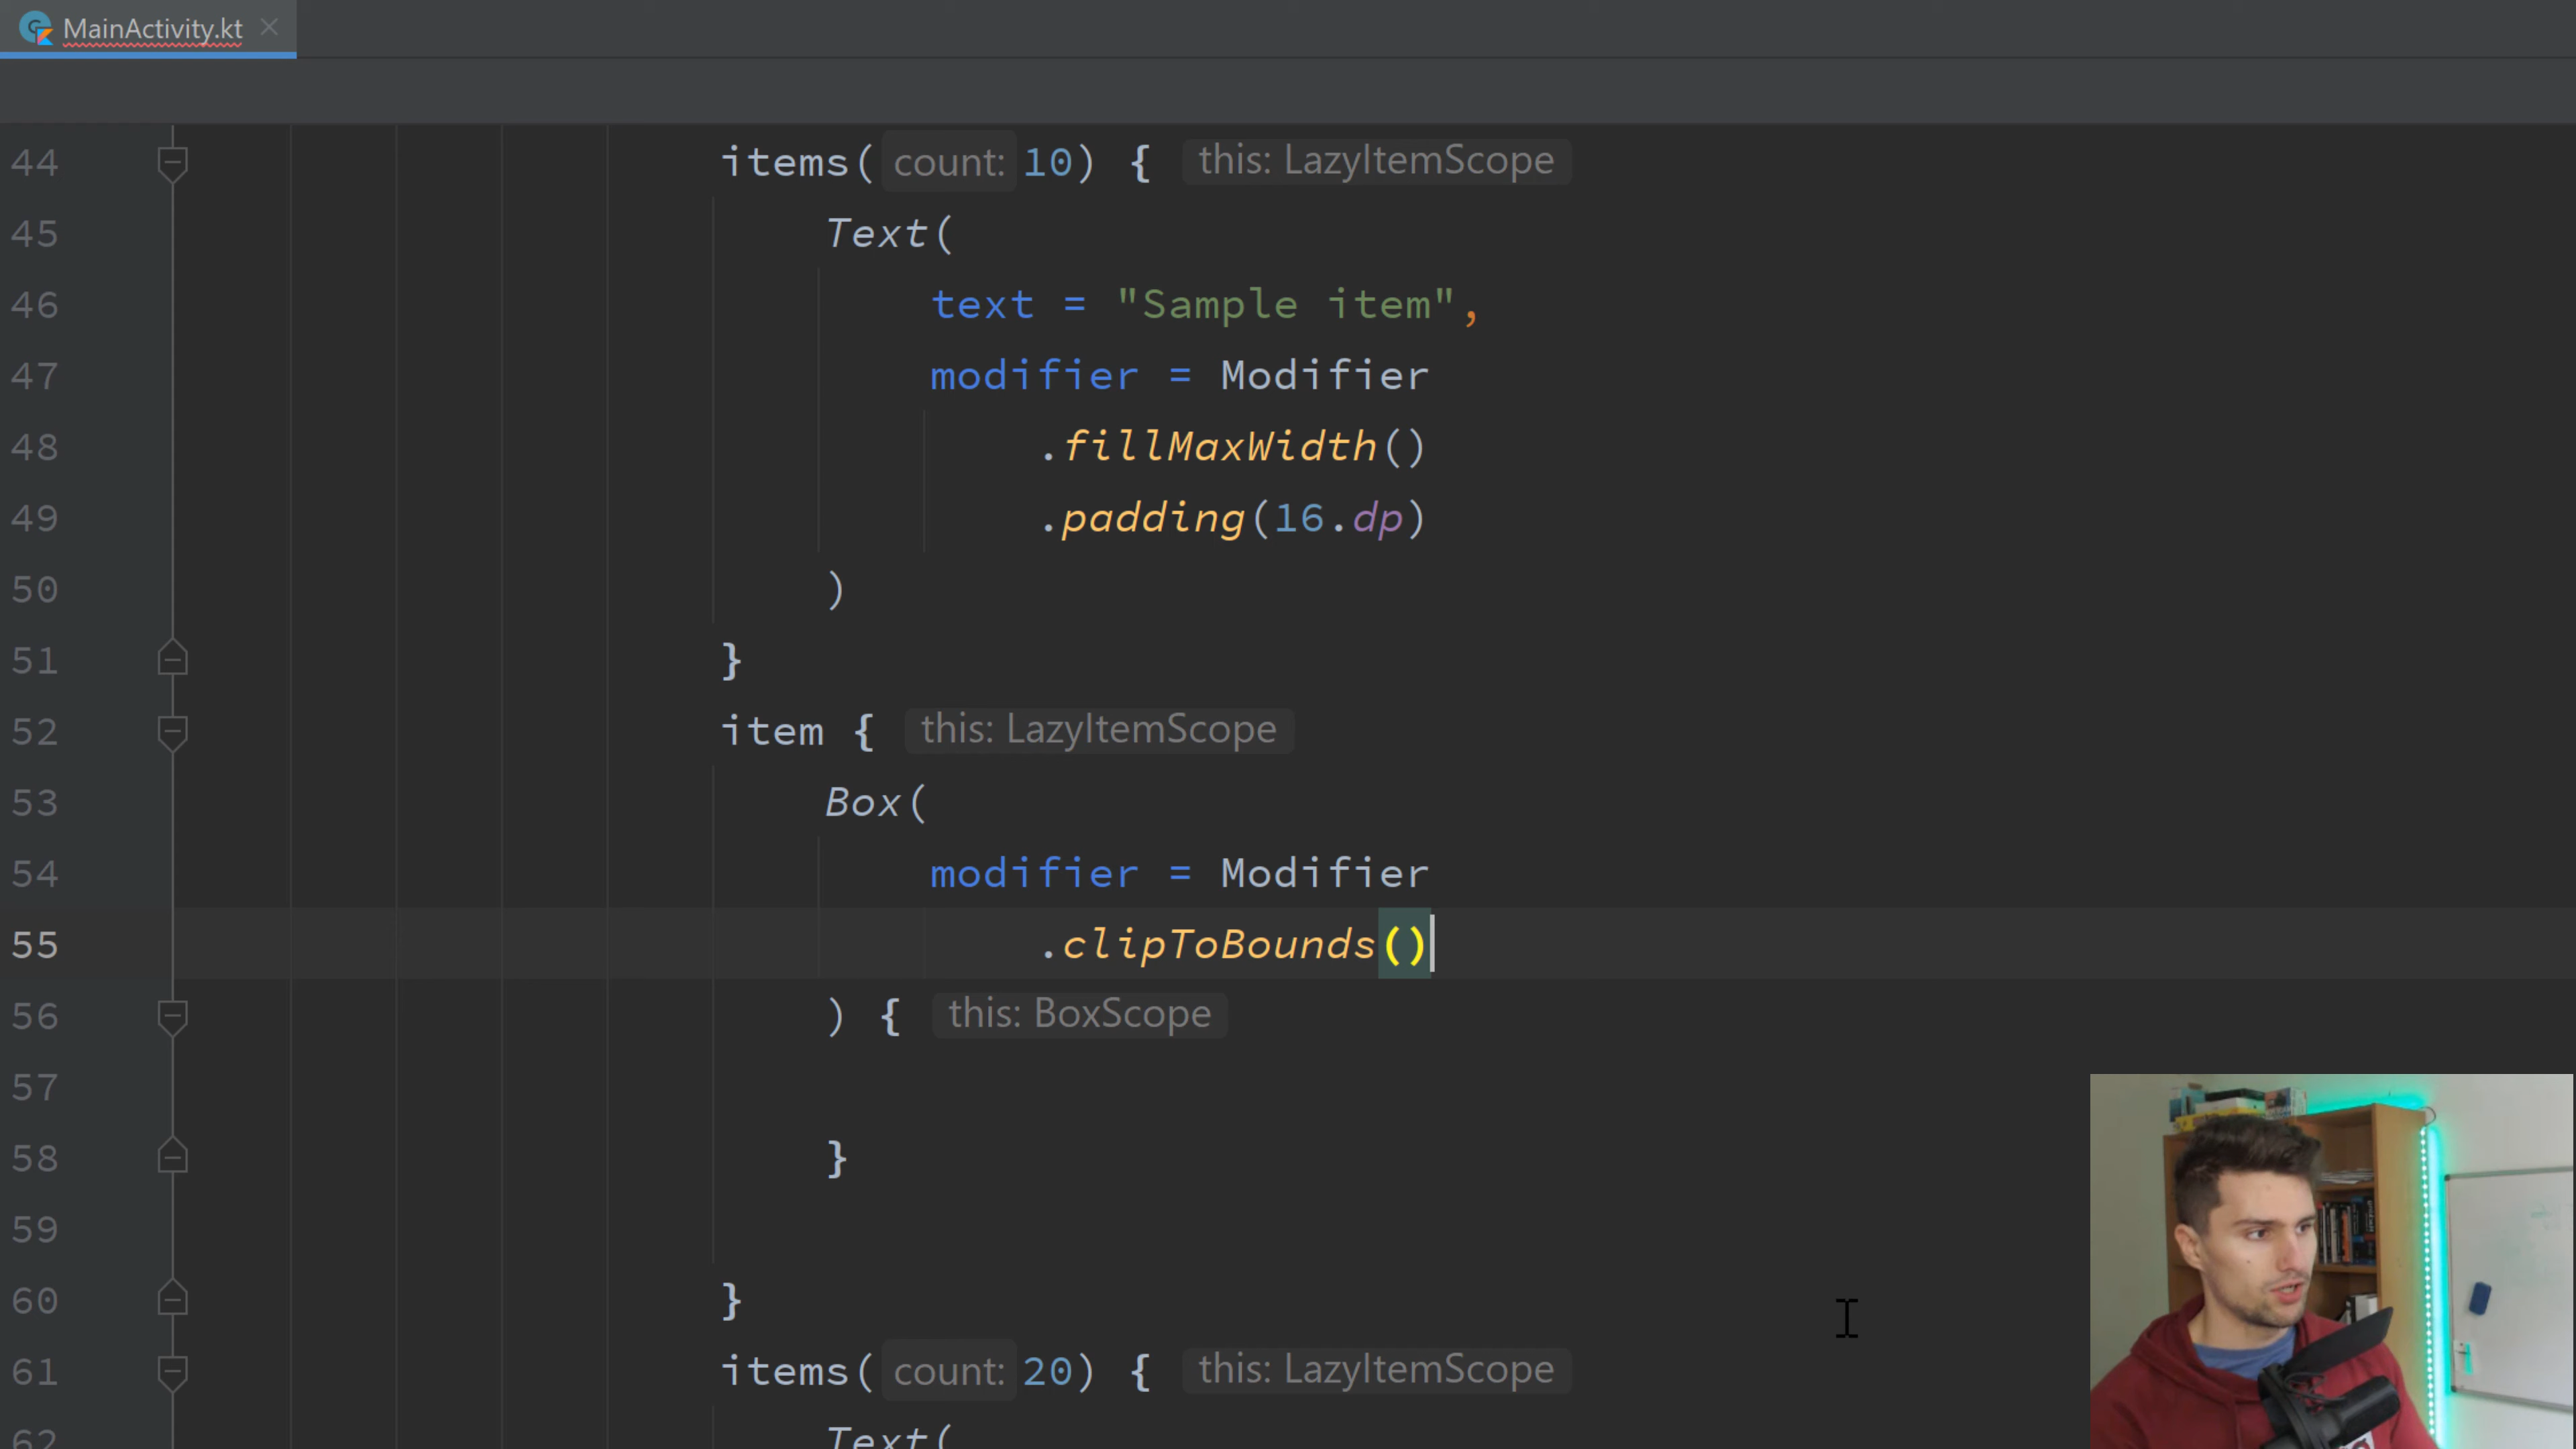 MainActivity.kt
44 items( count: 10) { this: LazyItemScope
45 Text(
46 text = "Sample item",
47 modifier = Modifier
48 .fillMaxWidth()
49 .padding(16.dp)
50 )
51 }
52 item { this: LazyItemScope
53 Box(
54 modifier = Modifier
55 .clipToBounds()
56 ) { this: BoxScope
57
58 }
59
60 }
61 items( count: 20) { this: LazyItemScope
62 Text(